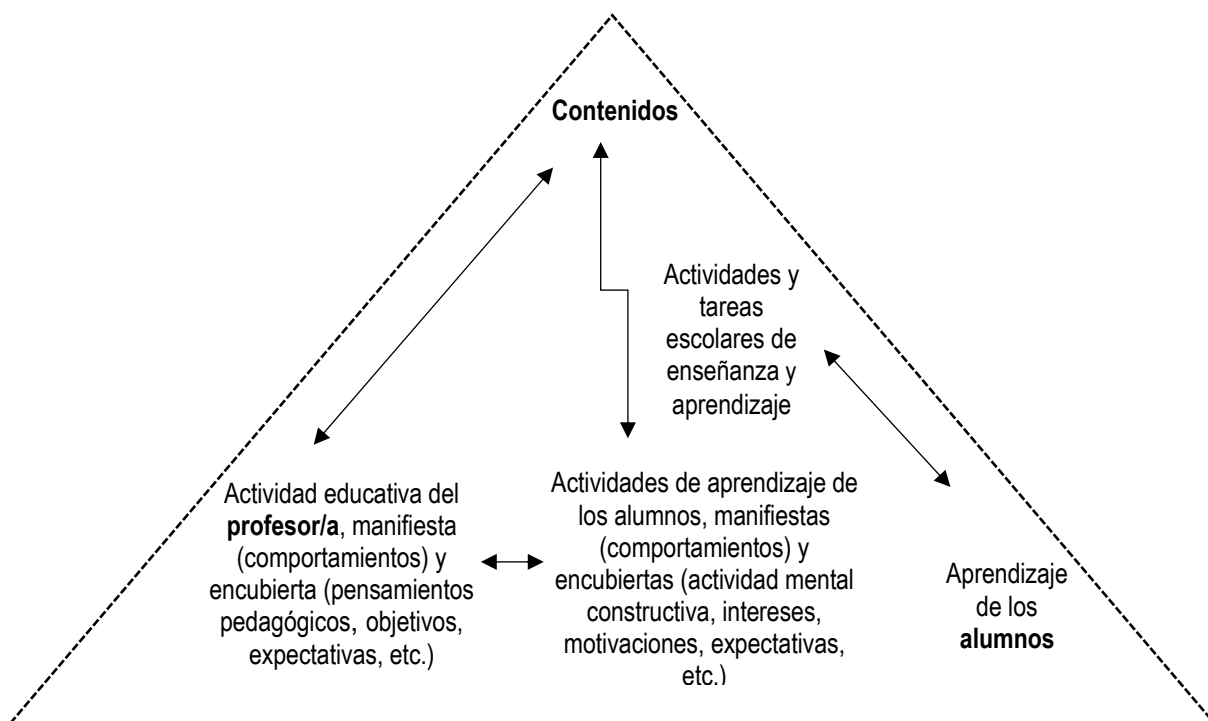 Contenidos
Actividades y
tareas
escolares de
enseñanza y
aprendizaje
Actividad educativa del
profesor/a, manifiesta
(comportamientos) y
encubierta (pensamientos
pedagógicos, objetivos,
expectativas, etc.)
Actividades de aprendizaje de
los alumnos, manifiestas
(comportamientos) y
encubiertas (actividad mental
constructiva, intereses,
motivaciones, expectativas,
etc.)
Aprendizaje
de los
alumnos